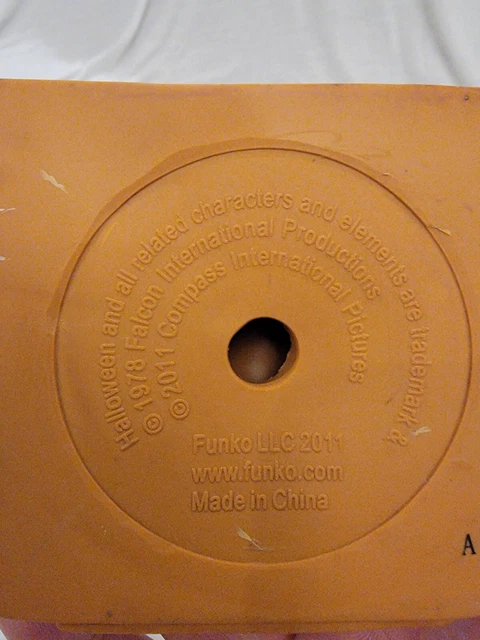 Halloween and all related characters and elements are trademark &
© 1978 Falcon International Productions
© 2011 Compass International Pictures
Funko LLC 2011
www.funko.com
Made in China
A